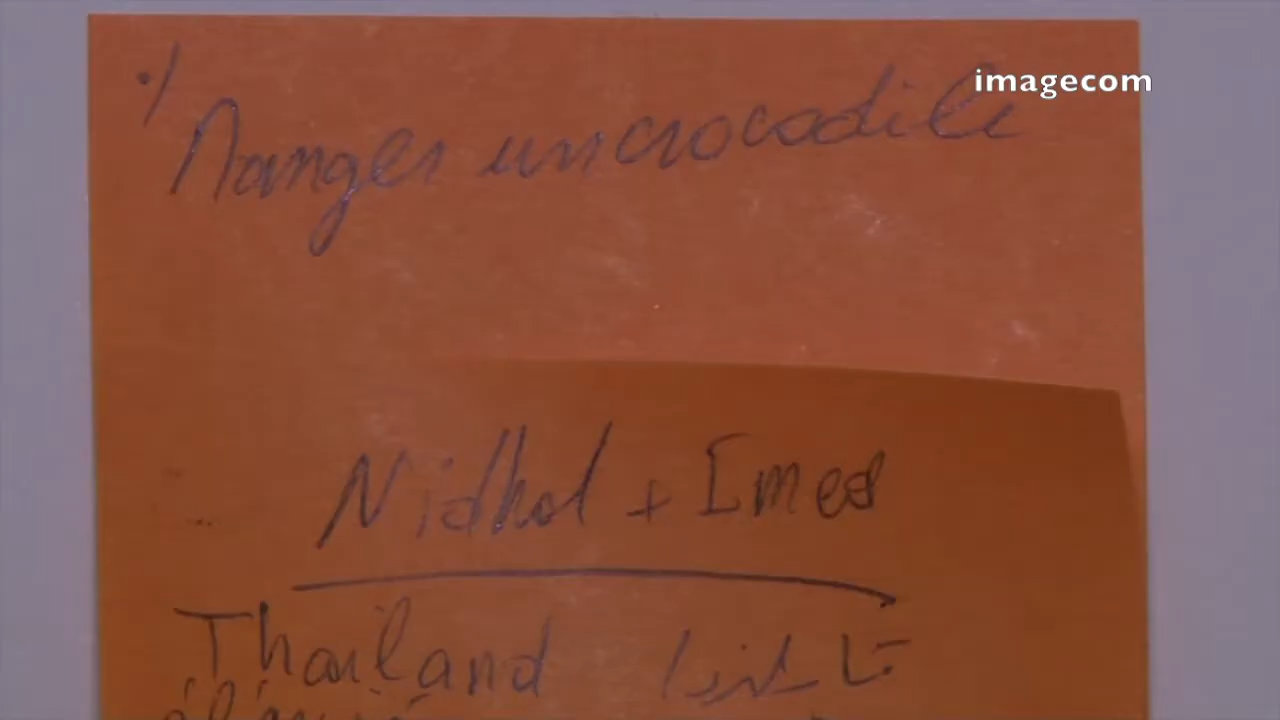 imagecom
Manger un crocodile
Nidhal + Imed
Thailand